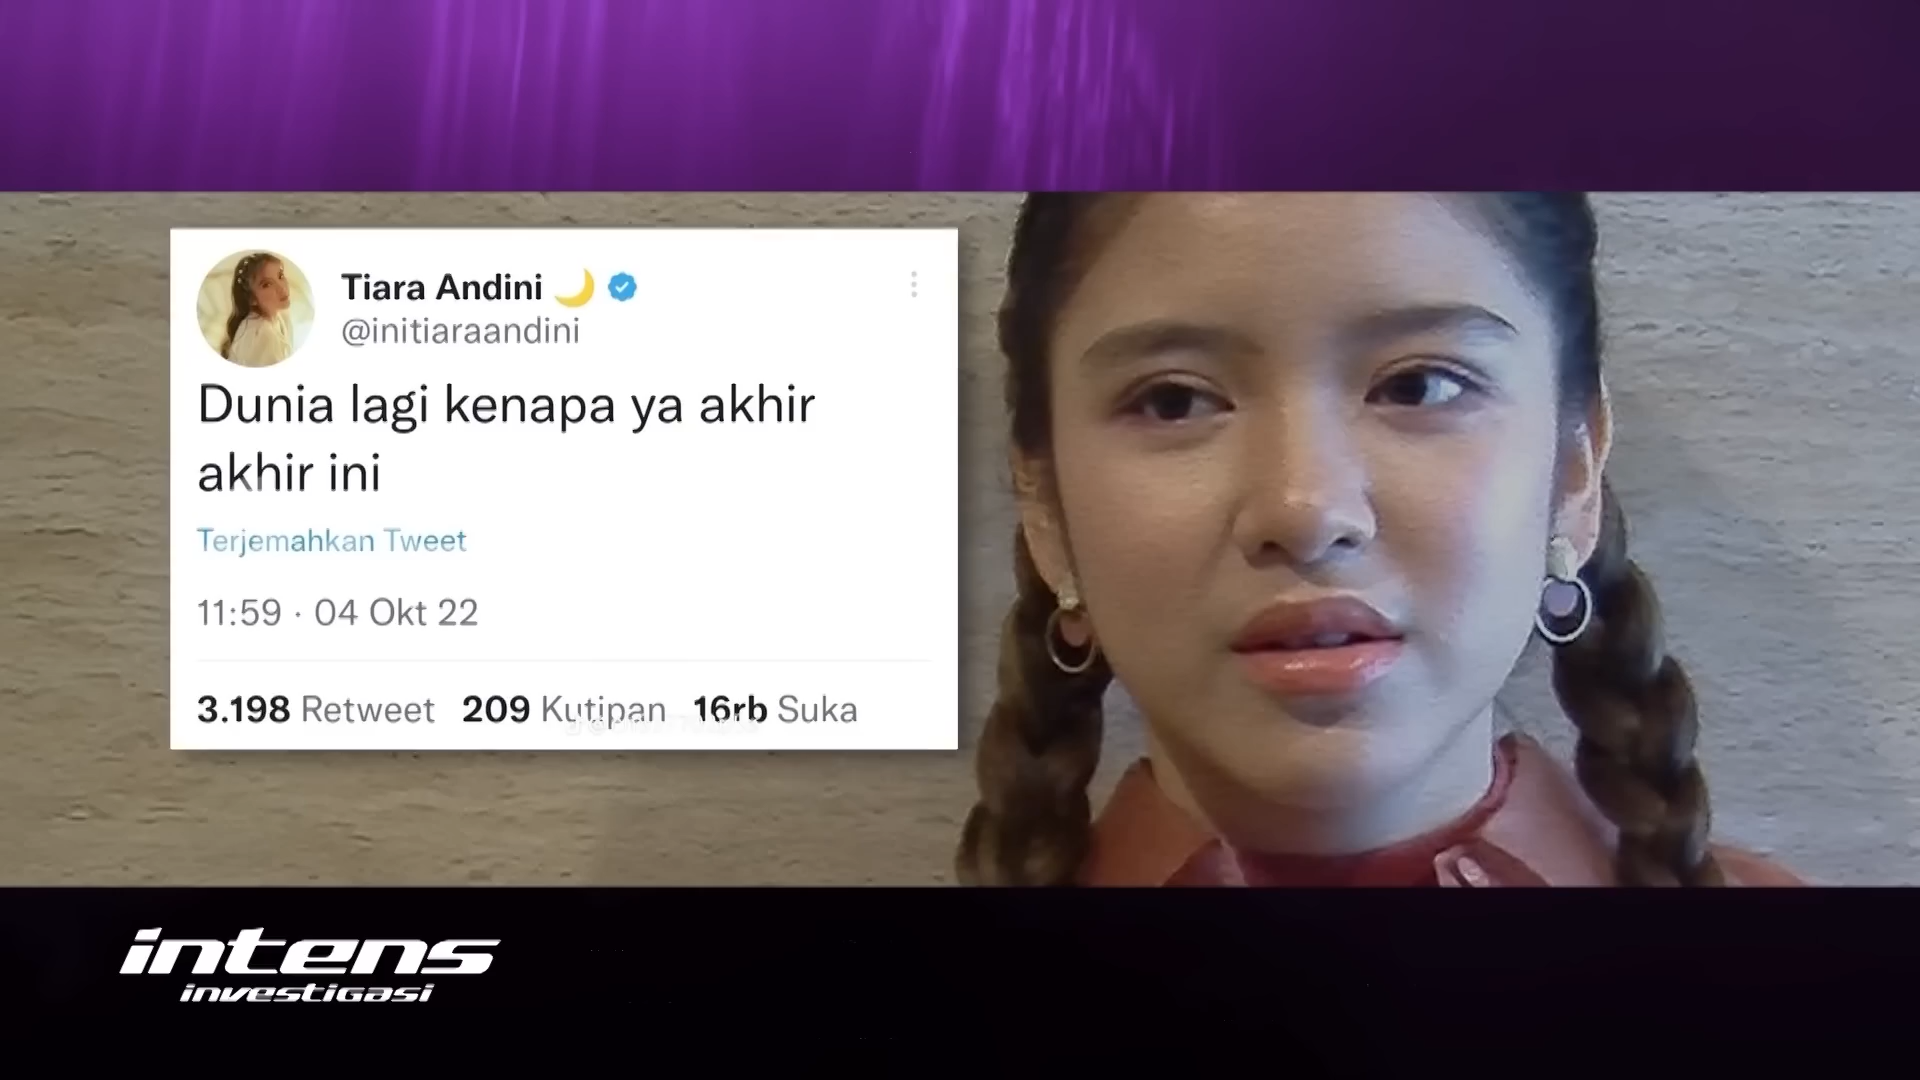 Tiara Andini 🌙
@initiaraandini
Dunia lagi kenapa ya akhir
akhir ini
Terjemahkan Tweet
11:59 · 04 Okt 22
3.198 Retweet 209 Kutipan 16rb Suka
intens
investigasi